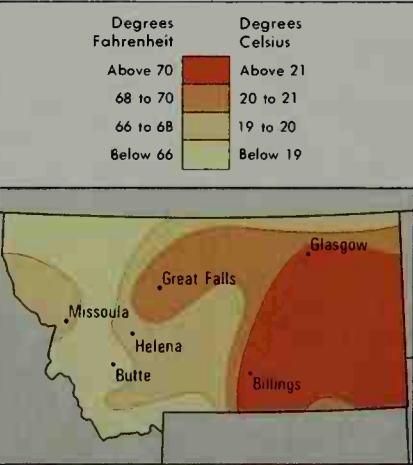 Degrees Fahrenheit Degrees Celsius
Above 70 Above 21
68 to 70 20 to 21
66 to 68 19 to 20
Below 66 Below 19
Glasgow
Great Falls
Missoula
Helena
Butte
Billings